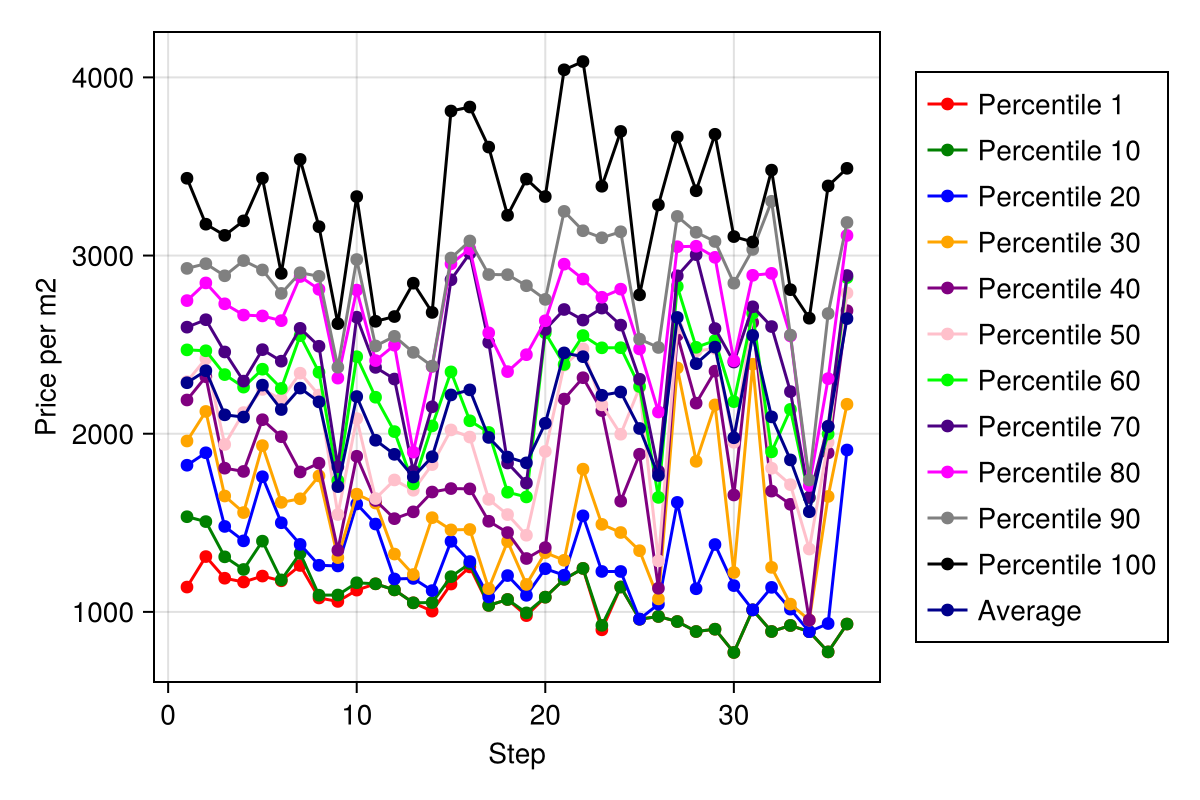 4000
3000
2000
1000
Price per m2
0 10 20 30
Step
Percentile 1
Percentile 10
Percentile 20
Percentile 30
Percentile 40
Percentile 50
Percentile 60
Percentile 70
Percentile 80
Percentile 90
Percentile 100
Average